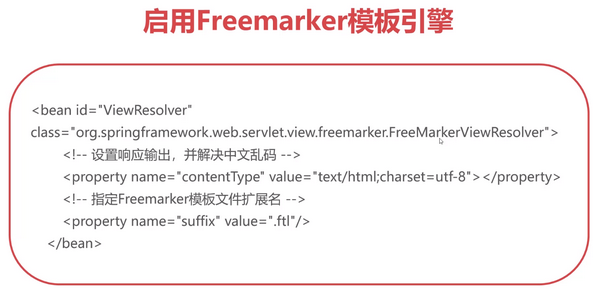 启用Freemarker模板引擎
<bean id="ViewResolver"
class="org.springframework.web.servlet.view.freemarker.FreeMarkerViewResolver">
<!-- 设置响应输出，并解决中文乱码 -->
<property name="contentType" value="text/html;charset=utf-8"></property>
<!-- 指定Freemarker模板文件扩展名 -->
<property name="suffix" value=".ftl"/>
</bean>